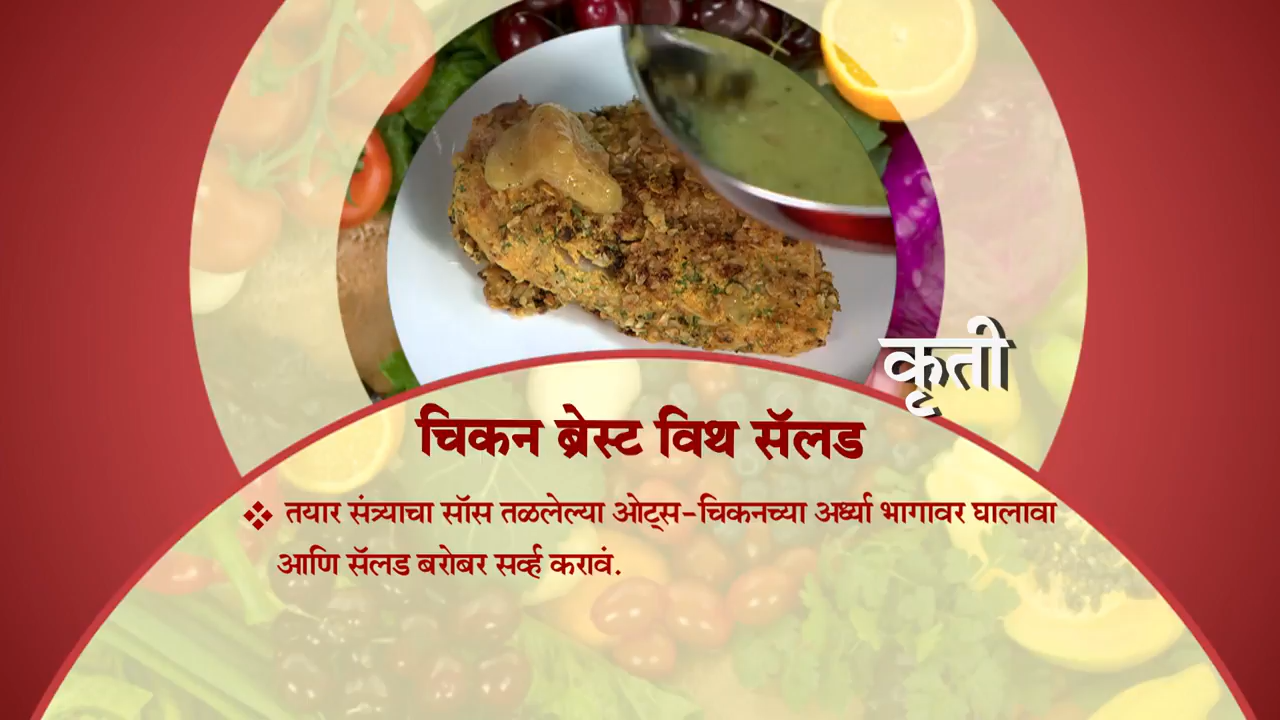 कृती
चिकन ब्रेस्ट विथ सॅलड
❖ तयार संत्र्याचा सॉस तळलेल्या ओट्स-चिकनच्या अर्ध्या भागावर घालावा
आणि सॅलड बरोबर सर्व्ह करावं.